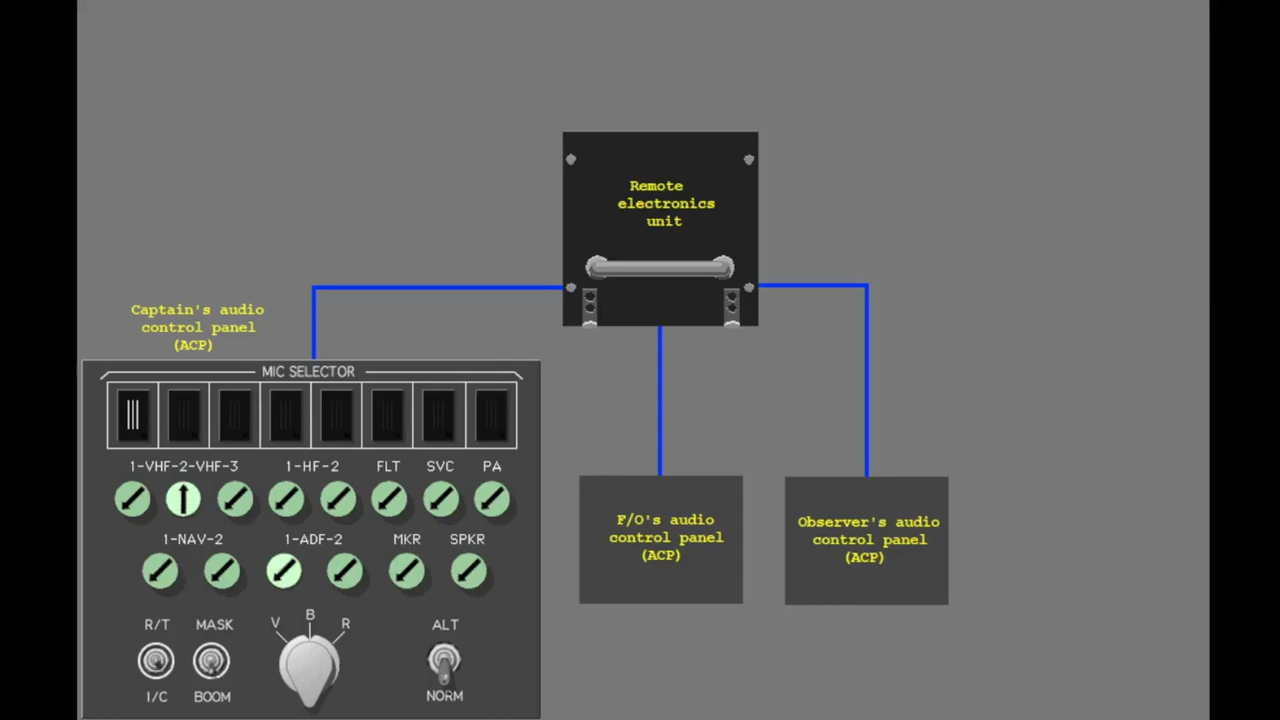 Remote
electronics
unit
Captain's audio
control panel
(ACP)
MIC SELECTOR
1-VHF-2-VHF-3 1-HF-2 FLT SVC PA
1-NAV-2 1-ADF-2 MKR SPKR
V B R
R/T MASK ALT
I/C BOOM NORM
F/O's audio
control panel
(ACP)
Observer's audio
control panel
(ACP)